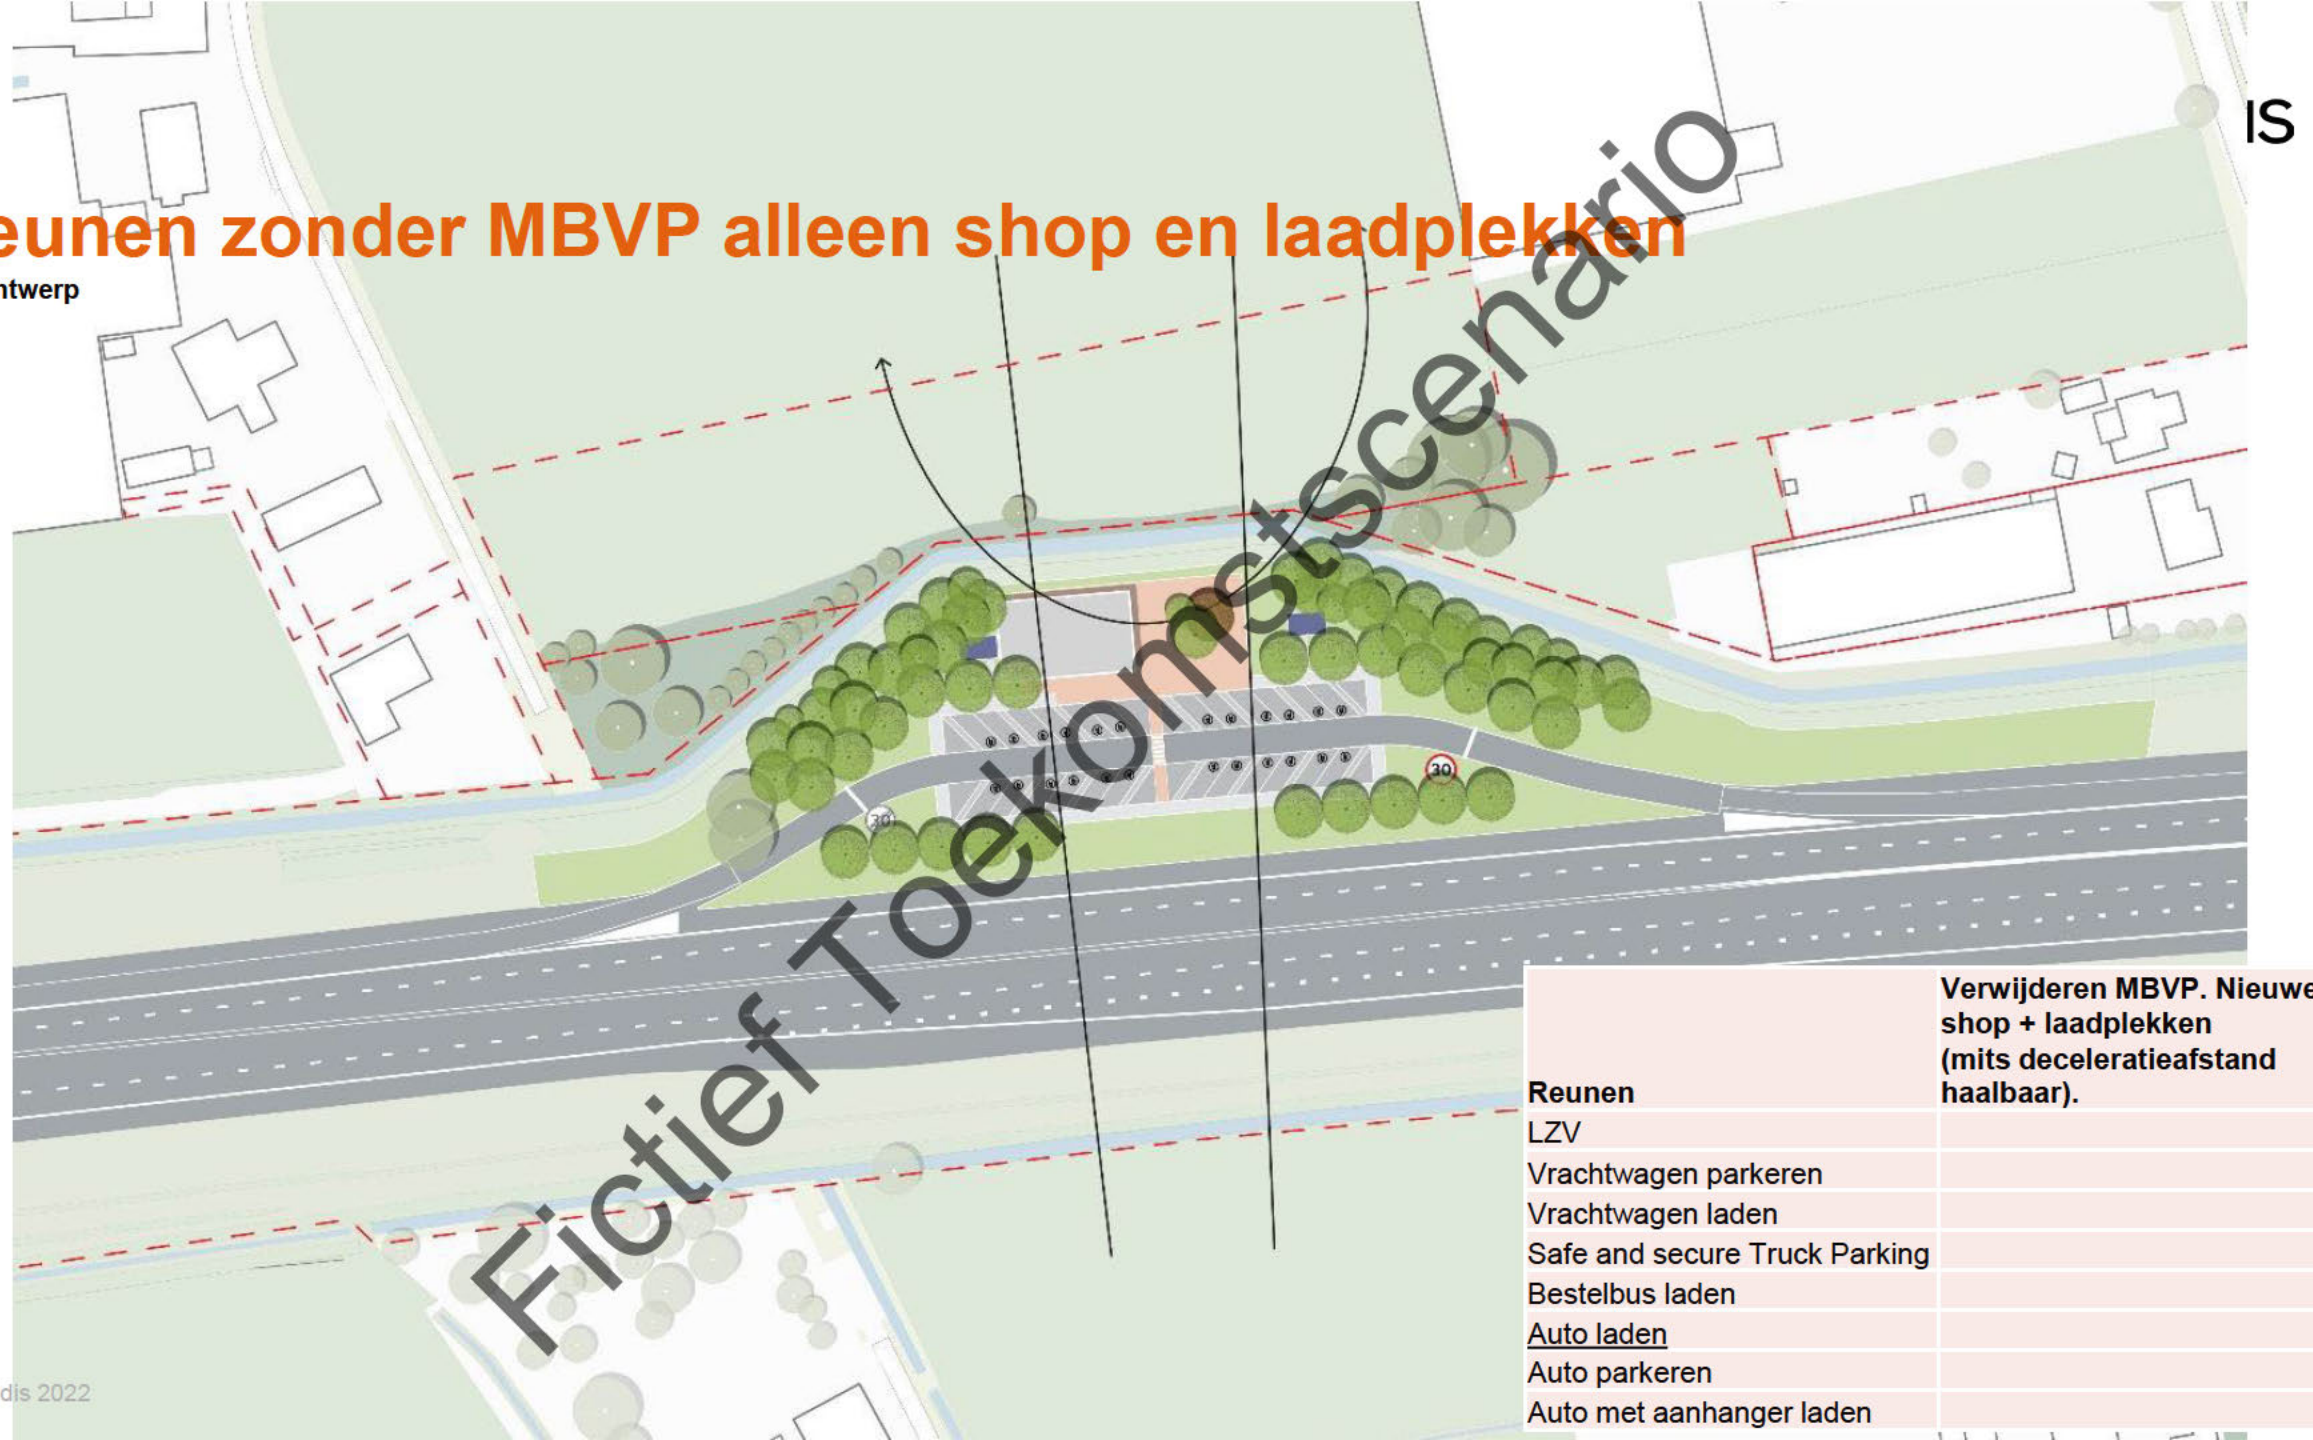 IS
eunen zonder MBVP alleen shop en laadplekken
ntwerp
Fictief Toekomstscenario
30
30
Verwijderen MBVP. Nieuwe
shop + laadplekken
(mits deceleratieafstand
haalbaar).
Reunen
LZV
Vrachtwagen parkeren
Vrachtwagen laden
Safe and secure Truck Parking
Bestelbus laden
Auto laden
Auto parkeren
Auto met aanhanger laden
dis 2022